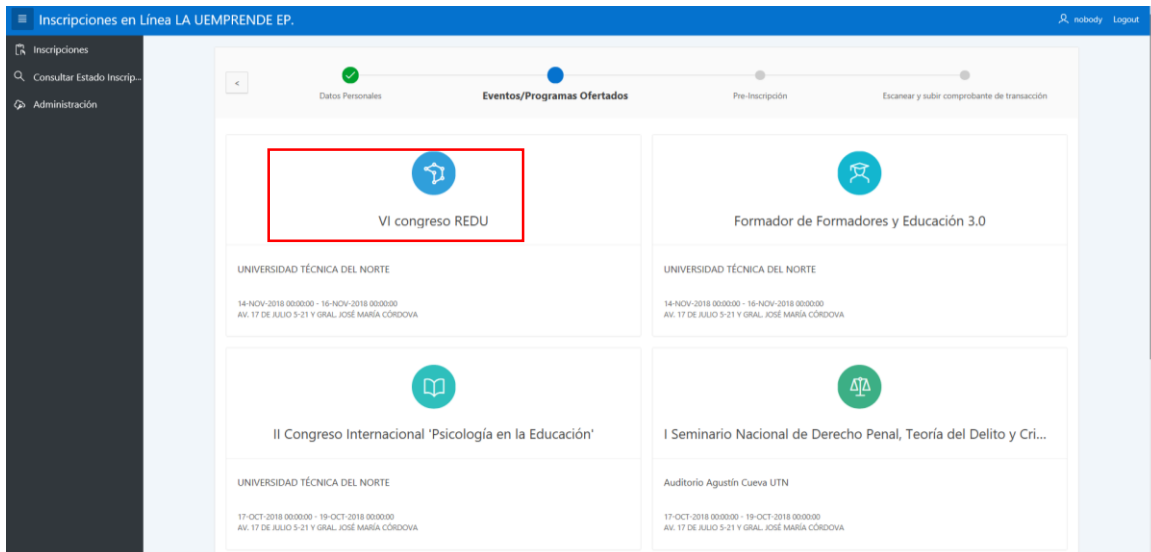 Inscripciones en Línea LA UEMPRENDE EP.
nobody Logout
Inscripciones
Consultar Estado Inscrip...
Administración
<
Datos Personales
Eventos/Programas Ofertados
Pre-Inscripción
Escanear y subir comprobante de transacción
VI congreso REDU
UNIVERSIDAD TÉCNICA DEL NORTE
14-NOV-2018 00:00:00 - 16-NOV-2018 00:00:00
AV. 17 DE JULIO 5-21 Y GRAL. JOSÉ MARÍA CÓRDOVA
Formador de Formadores y Educación 3.0
UNIVERSIDAD TÉCNICA DEL NORTE
14-NOV-2018 00:00:00 - 16-NOV-2018 00:00:00
AV. 17 DE JULIO 5-21 Y GRAL. JOSÉ MARÍA CÓRDOVA
II Congreso Internacional 'Psicología en la Educación'
UNIVERSIDAD TÉCNICA DEL NORTE
17-OCT-2018 00:00:00 - 19-OCT-2018 00:00:00
AV. 17 DE JULIO 5-21 Y GRAL. JOSÉ MARÍA CÓRDOVA
I Seminario Nacional de Derecho Penal, Teoría del Delito y Cri...
Auditorio Agustín Cueva UTN
17-OCT-2018 00:00:00 - 19-OCT-2018 00:00:00
AV. 17 DE JULIO 5-21 Y GRAL. JOSÉ MARÍA CÓRDOVA